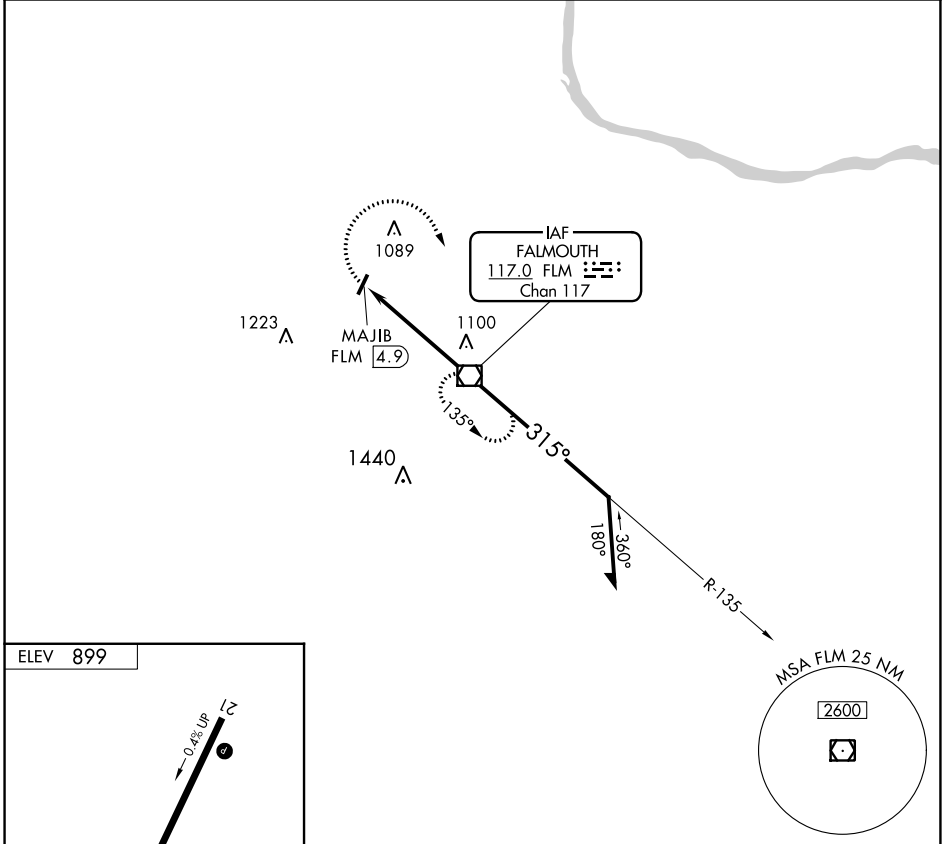 IAF
FALMOUTH
117.0 FLM
Chan 117
1089
1223
MAJIB
FLM 4.9
1100
135°
315°
1440
180°
360°
R-135
MSA FLM 25 NM
2600
ELEV 899
21
0.4% UP
P